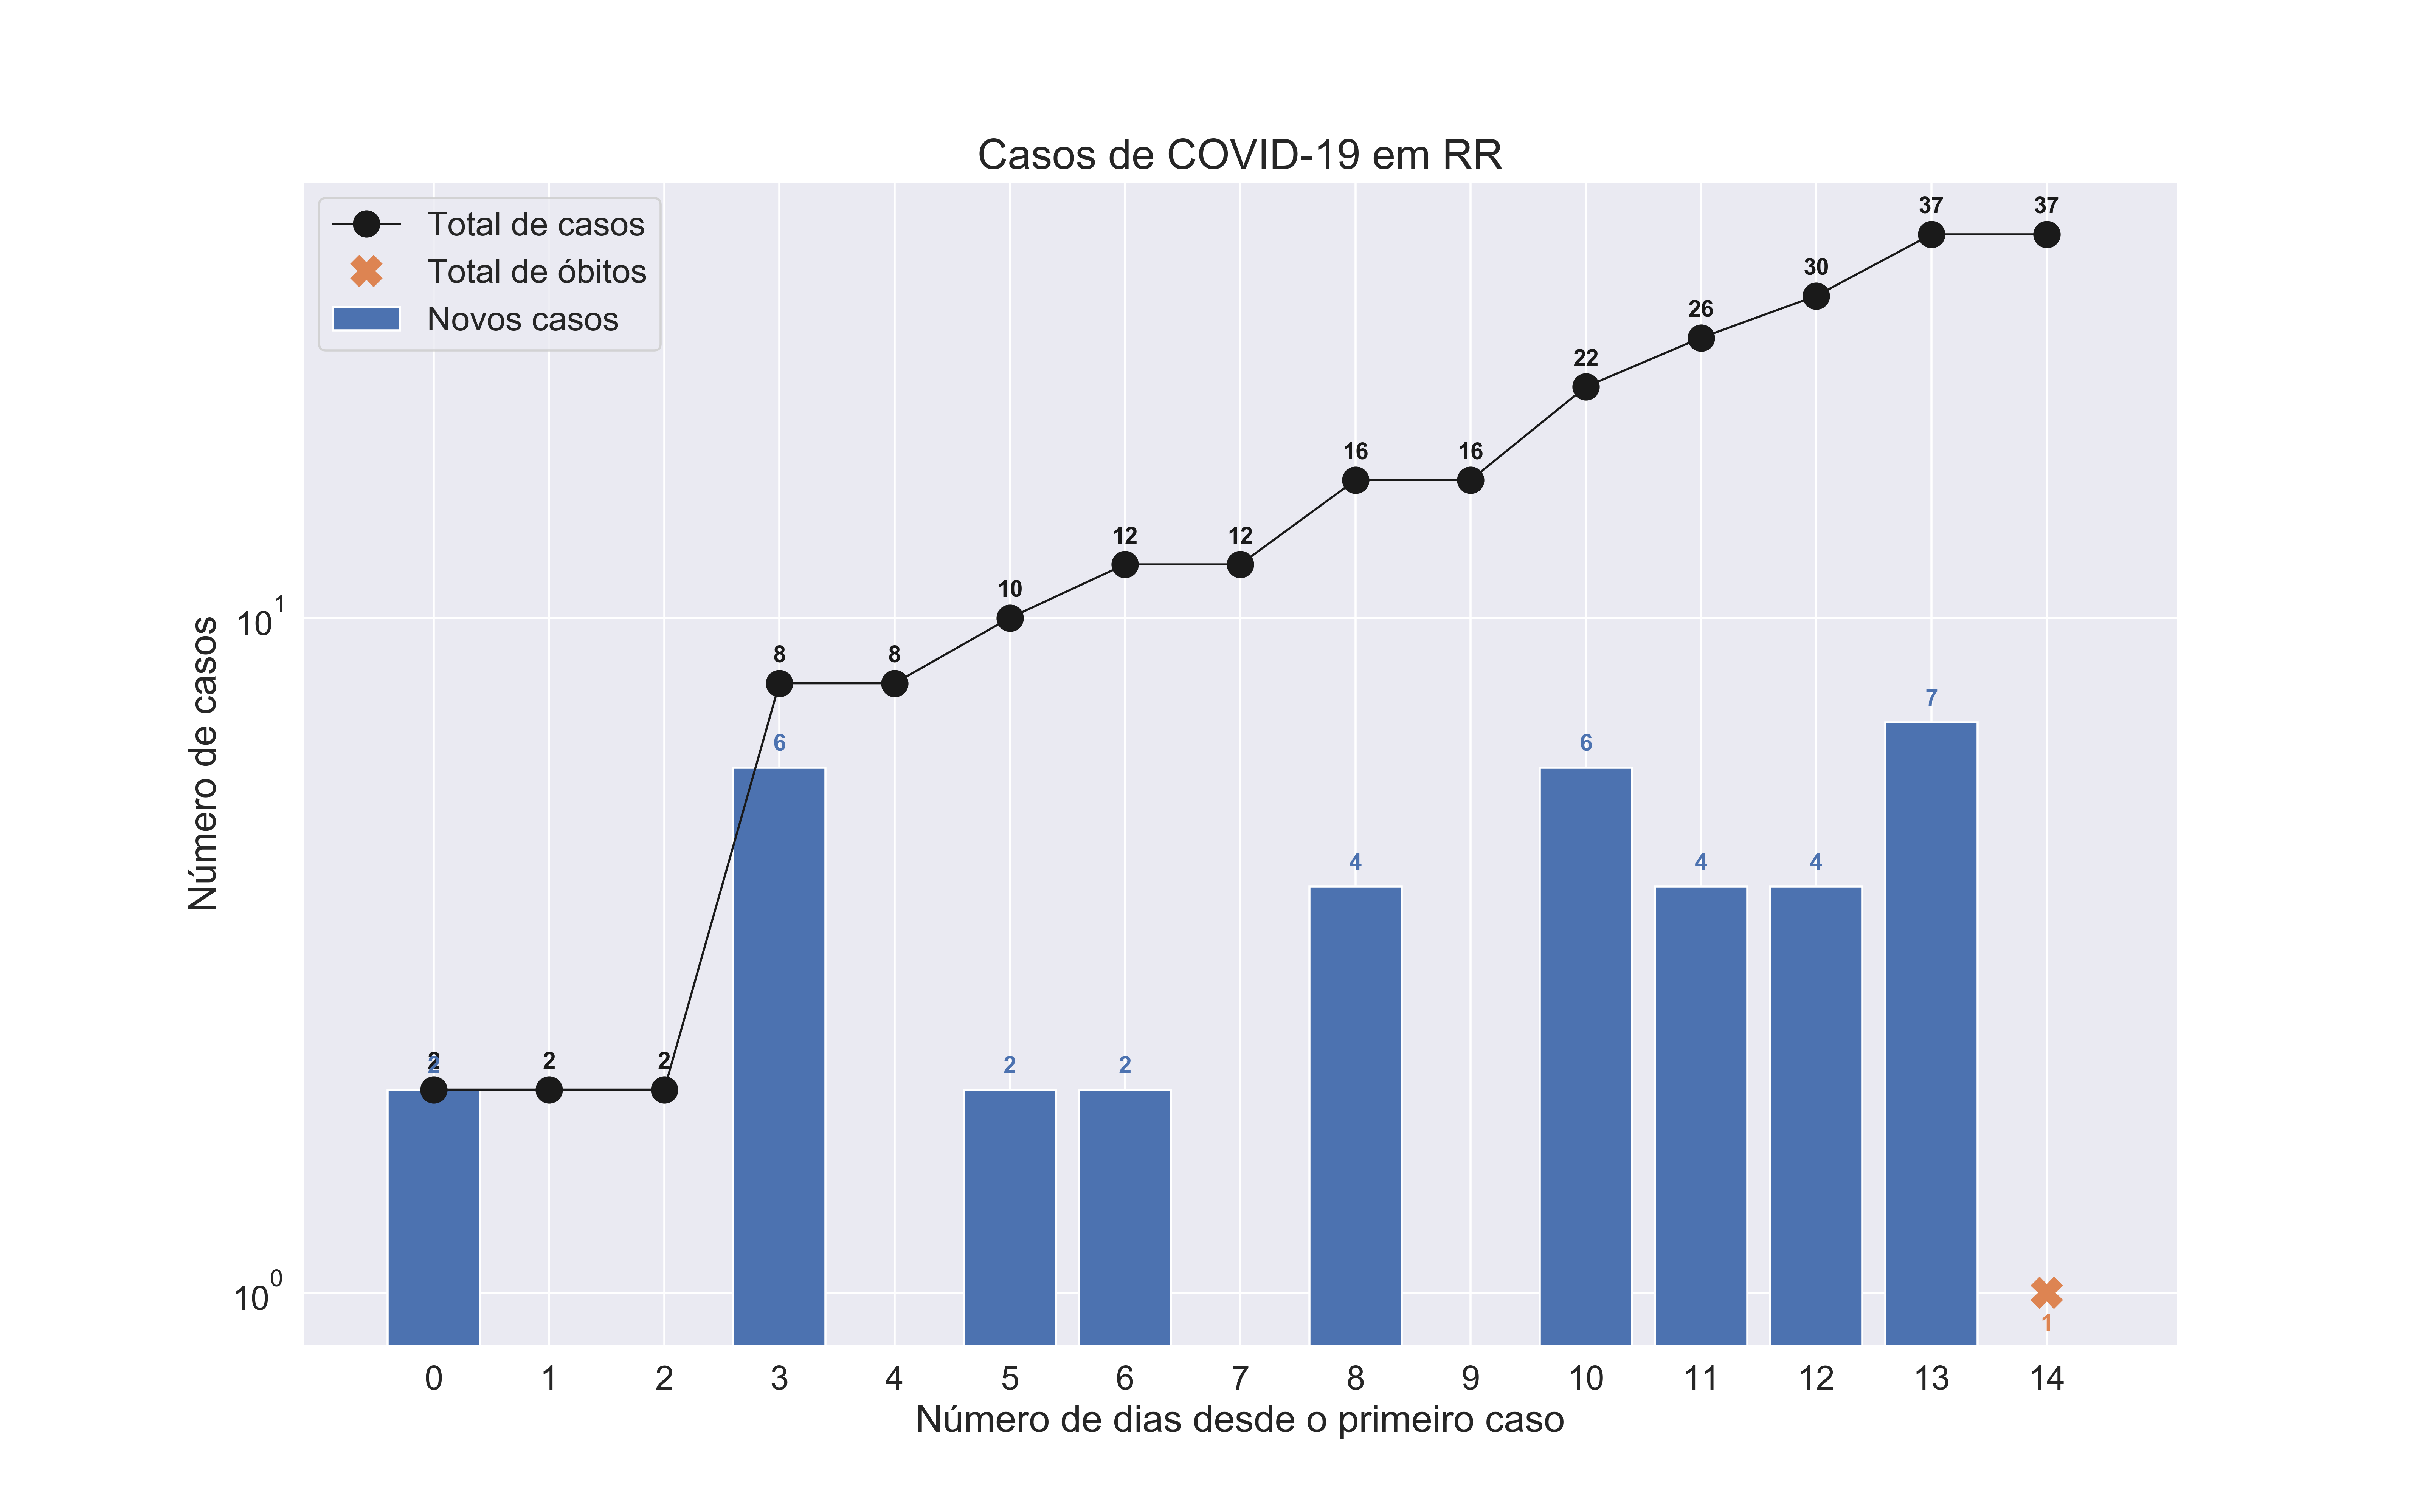 Casos de COVID-19 em RR
Total de casos
Total de óbitos
Novos casos
37 37
30
26
22
16 16
12 12
10
8 8
7
6 6
4 4 4
2 2 2
2 2 2
1
10^1
10^0
Número de casos
0 1 2 3 4 5 6 7 8 9 10 11 12 13 14
Número de dias desde o primeiro caso